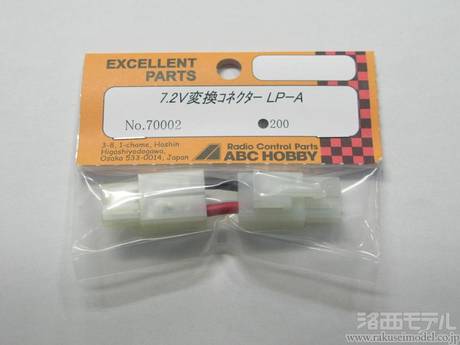 EXCELLENT
PARTS
7.2V変換コネクター LP-A
No.70002 ●200
3-8, 1-chome, Hoshin
Higashiyodogawa,
Osaka 533-0014, Japan
Radio Control Parts
ABC HOBBY
洛西モデル
www.rakuseimodel.co.jp